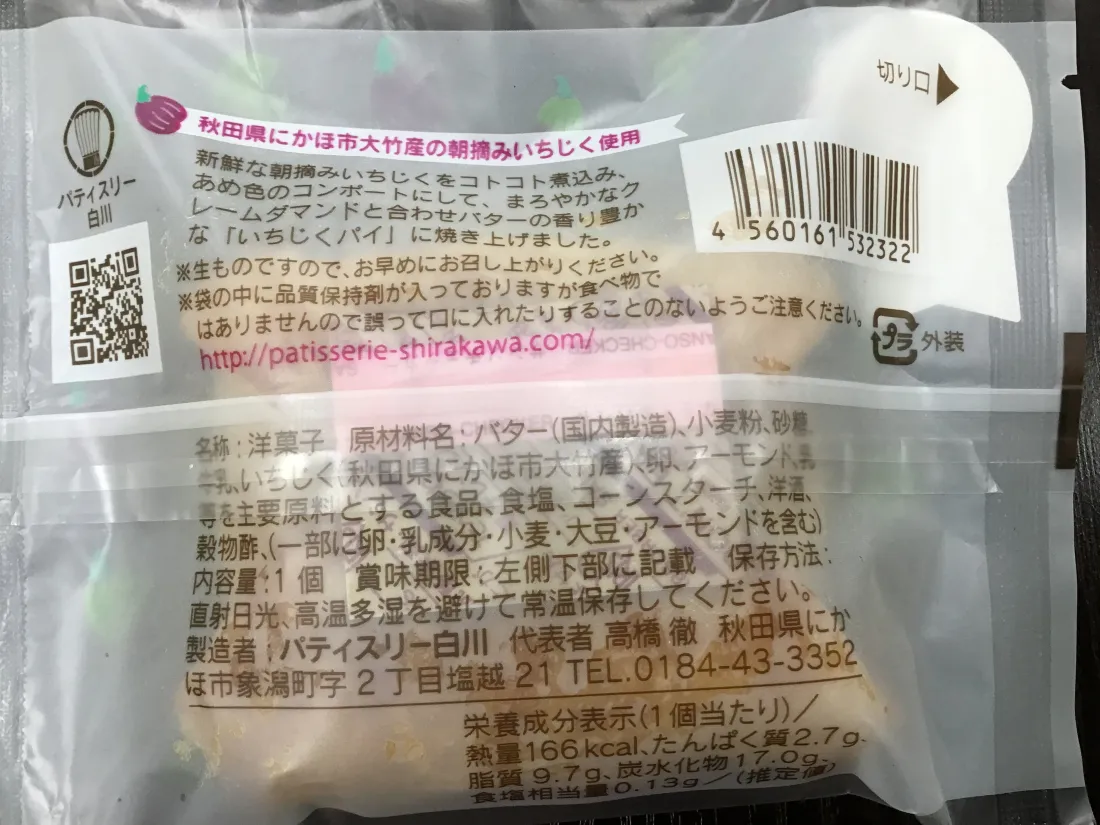 切り口
秋田県にかほ市大竹産の朝摘みいちじく使用
パティスリー
白川
新鮮な朝摘みいちじくをコトコト煮込み、
あめ色のコンポートにして、まろやかなク
レームダマンドと合わせバターの香り豊か
な「いちじくパイ」に焼き上げました。
※生ものですので、お早めにお召し上がりください。
※袋の中に品質保持剤が入っておりますが食べ物で
はありませんので誤って口に入れたりすることのないようご注意ください。
http://patisserie-shirakawa.com/
4 560161 532322
プラ 外装
ANSO-CHECKER
名称:洋菓子 原材料名:バター(国内製造)、小麦粉、砂糖、
牛乳、いちじく(秋田県にかほ市大竹産)、卵、アーモンド、乳
等を主要原料とする食品、食塩、コーンスターチ、洋酒、
穀物酢、(一部に卵・乳成分・小麦・大豆・アーモンドを含む)
内容量:1個 賞味期限:左側下部に記載 保存方法:
直射日光、高温多湿を避けて常温保存してください。
製造者:パティスリー白川 代表者 高橋 徹 秋田県にか
ほ市象潟町字2丁目塩越 21 TEL.0184-43-3352
栄養成分表示(1個当たり)/
熱量166kcal、たんぱく質2.7g、
脂質9.7g、炭水化物17.0g、
食塩相当量0.13g/(推定値)